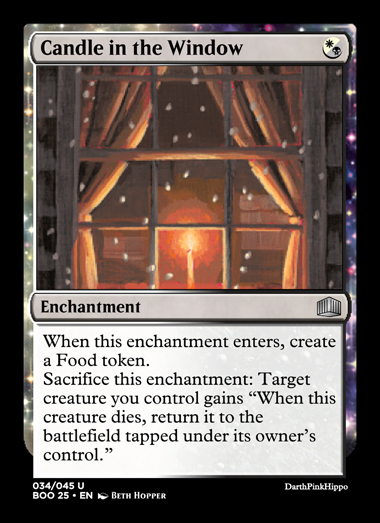 Candle in the Window
Enchantment
When this enchantment enters, create
a Food token.
Sacrifice this enchantment: Target
creature you control gains “When this
creature dies, return it to the
battlefield tapped under its owner’s
control.”
034/045 U
BOO 25 • EN Beth Hopper
DarthPinkHippo